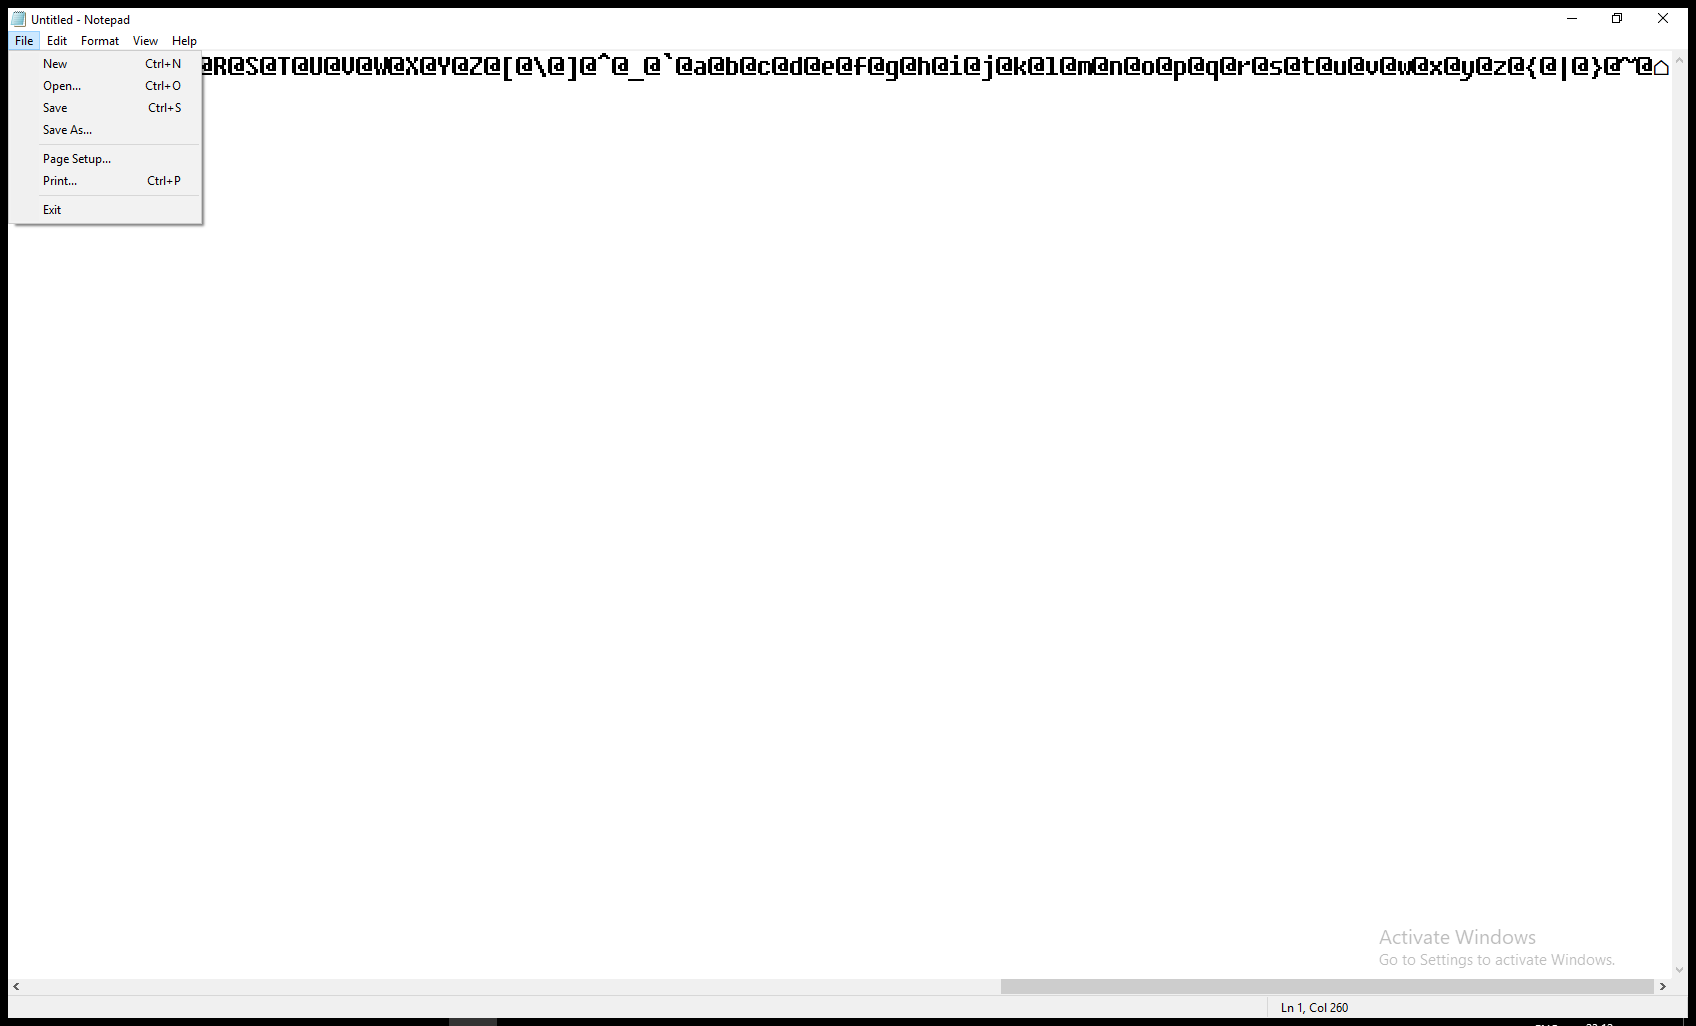 Untitled - Notepad
File Edit Format View Help
@R@S@T@U@V@W@X@Y@Z@[@\@]@^@_@`@a@b@c@d@e@f@g@h@i@j@k@l@m@n@o@p@q@r@s@t@u@v@w@x@y@z@{@|@}@~@⌂
New Ctrl+N
Open... Ctrl+O
Save Ctrl+S
Save As...
Page Setup...
Print... Ctrl+P
Exit
Activate Windows
Go to Settings to activate Windows.
Ln 1, Col 260